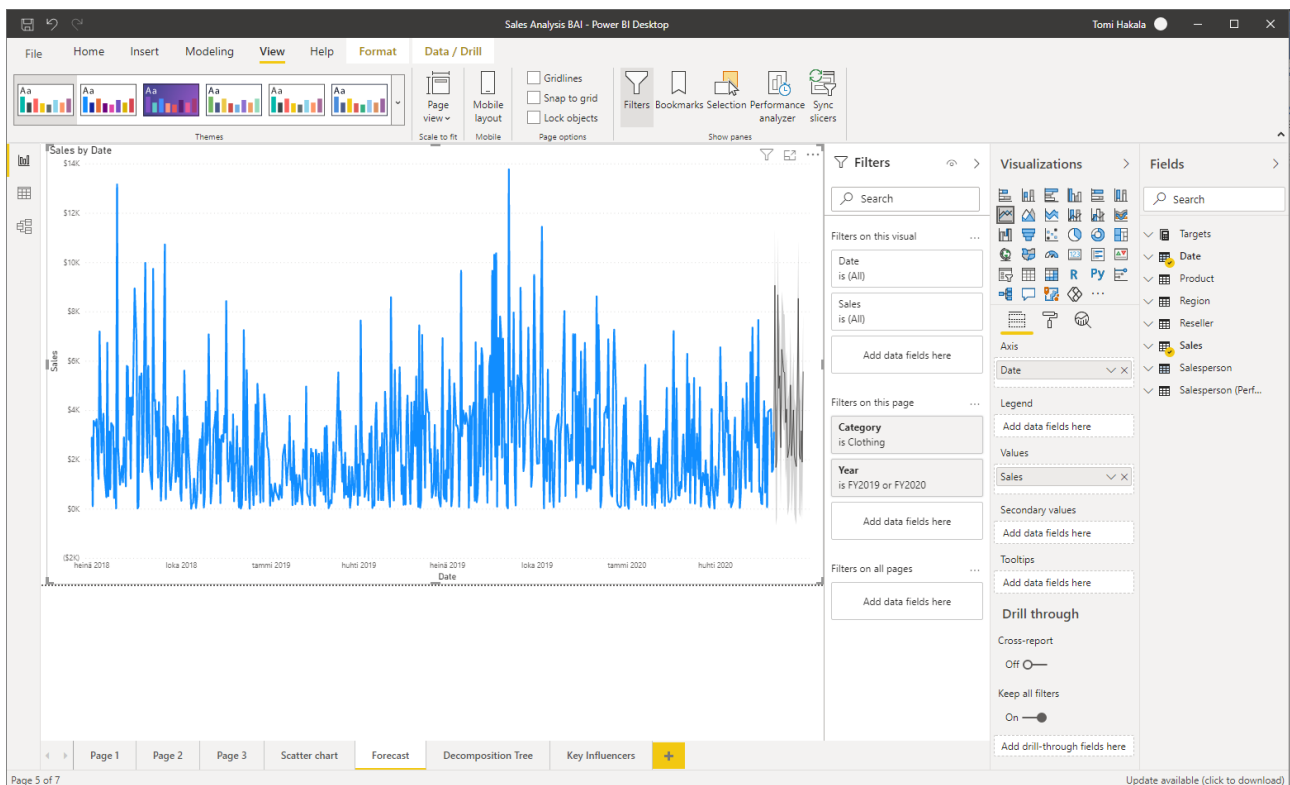 Sales Analysis BAI - Power BI Desktop
Tomi Hakala
File Home Insert Modeling View Help Format Data / Drill
Aa Aa Aa Aa Aa Aa
Themes
Page view
Scale to fit
Mobile layout
Mobile
Gridlines
Snap to grid
Lock objects
Page options
Filters Bookmarks Selection Performance analyzer Sync slicers
Show panes
Sales by Date
$14K
$12K
$10K
$8K
$6K
$4K
$2K
$0K
($2K)
Sales
heinä 2018 loka 2018 tammi 2019 huhti 2019 heinä 2019 loka 2019 tammi 2020 huhti 2020
Date
Filters
Search
Filters on this visual
Date
is (All)
Sales
is (All)
Add data fields here
Filters on this page
Category
is Clothing
Year
is FY2019 or FY2020
Add data fields here
Filters on all pages
Add data fields here
Visualizations
R Py
123
Axis
Date
Legend
Add data fields here
Values
Sales
Secondary values
Add data fields here
Tooltips
Add data fields here
Drill through
Cross-report
Off
Keep all filters
On
Add drill-through fields here
Fields
Search
Targets
Date
Product
Region
Reseller
Sales
Salesperson
Salesperson (Perf...
Page 1 Page 2 Page 3 Scatter chart Forecast Decomposition Tree Key Influencers +
Page 5 of 7
Update available (click to download)